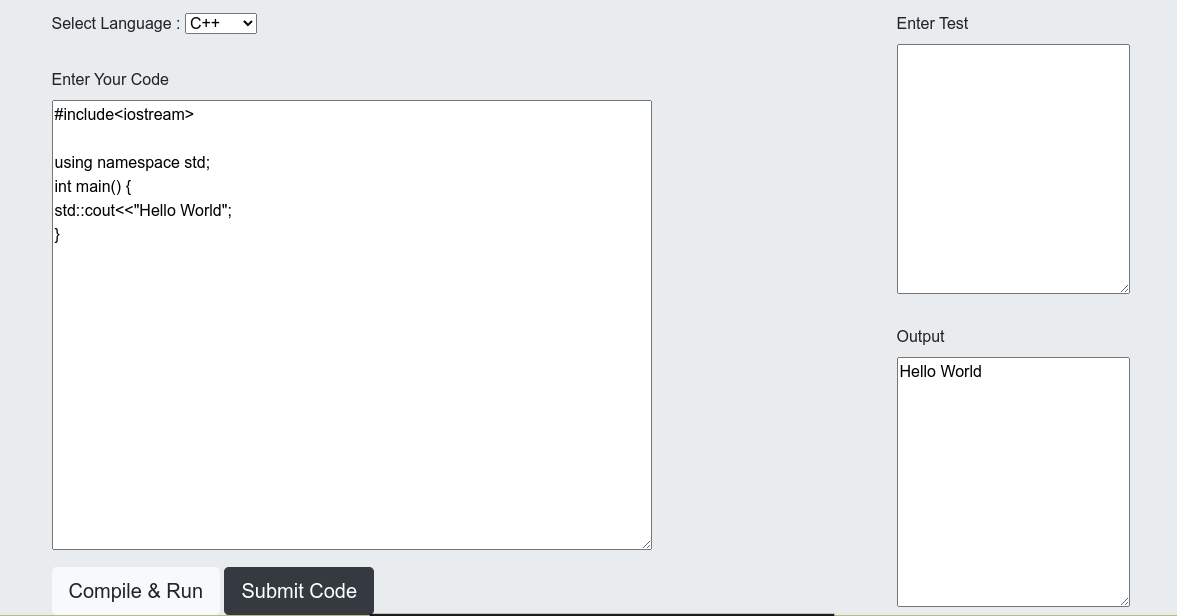 Select Language : C++
Enter Your Code
#include<iostream>
using namespace std;
int main() {
std::cout<<"Hello World";
}
Compile & Run
Submit Code
Enter Test
Output
Hello World